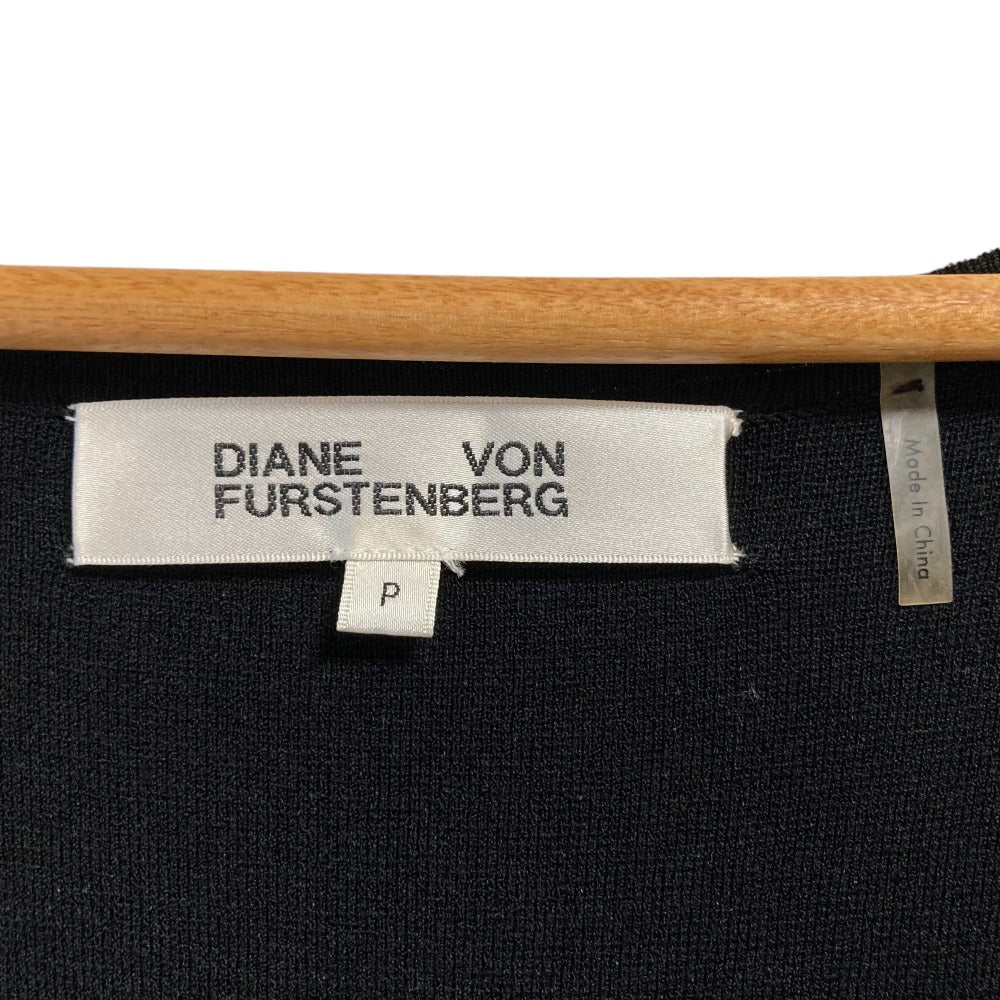 DIANE VON
FURSTENBERG
P
Made In China